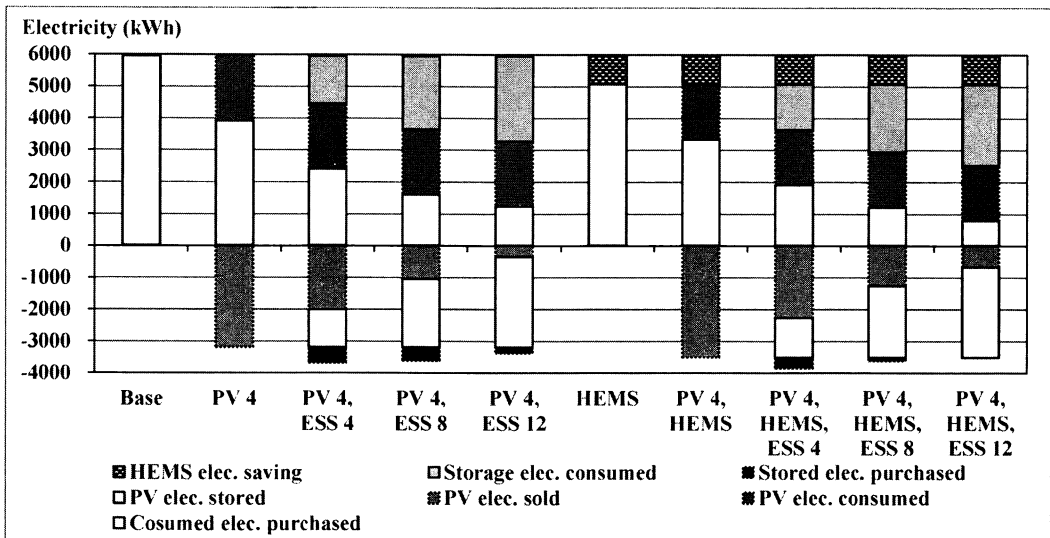 Electricity (kWh)
6000
5000
4000
3000
2000
1000
0
-1000
-2000
-3000
-4000
Base
PV 4
PV 4,
ESS 4
PV 4,
ESS 8
PV 4,
ESS 12
HEMS
PV 4,
HEMS
PV 4,
HEMS,
ESS 4
PV 4,
HEMS,
ESS 8
PV 4,
HEMS,
ESS 12
HEMS elec. saving
Storage elec. consumed
Stored elec. purchased
PV elec. stored
PV elec. sold
PV elec. consumed
Cosumed elec. purchased